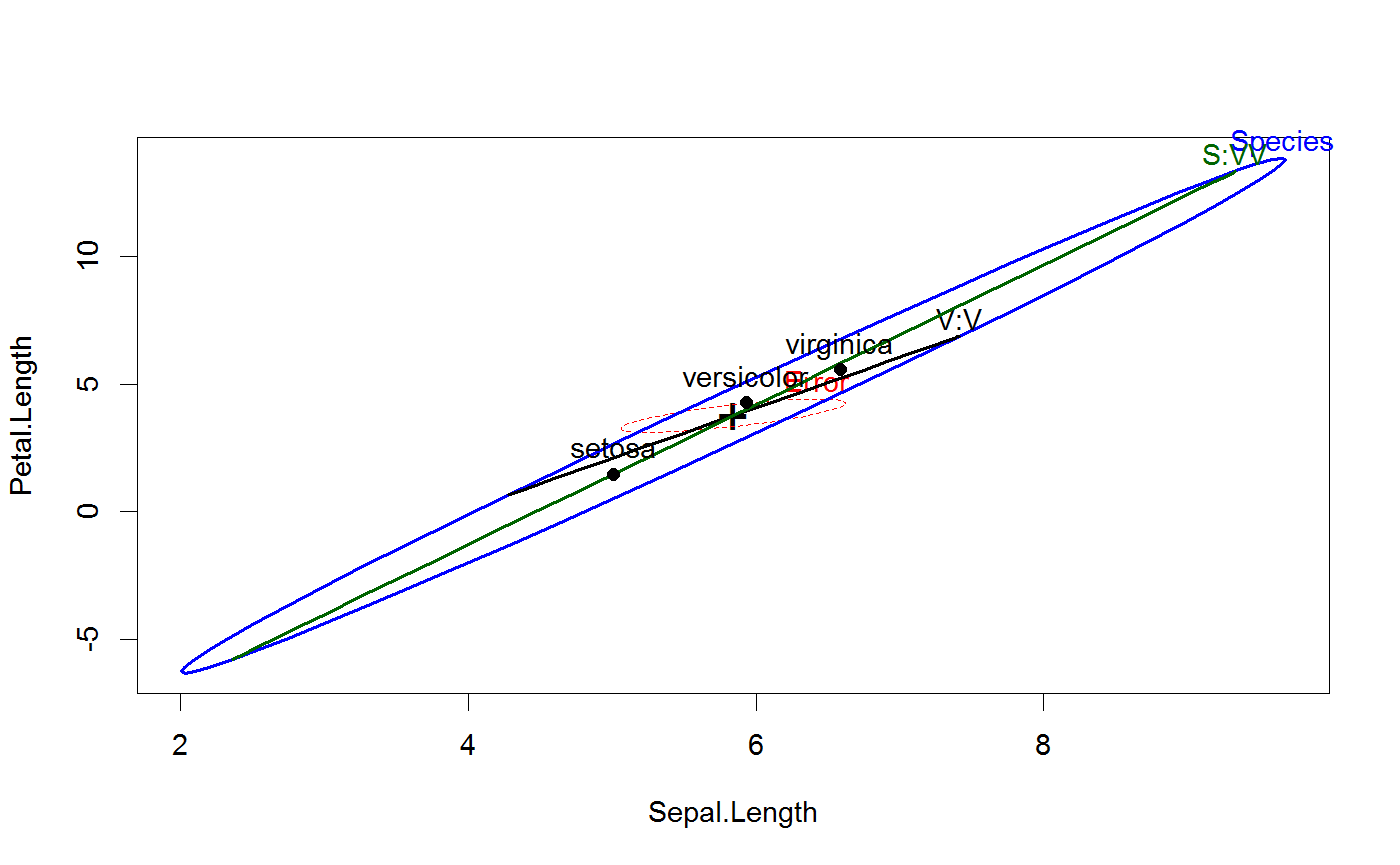 Species
S:VV
V:V
virginica
versicolor
Error
setosa
Petal.Length
10
5
0
-5
2
4
6
8
Sepal.Length